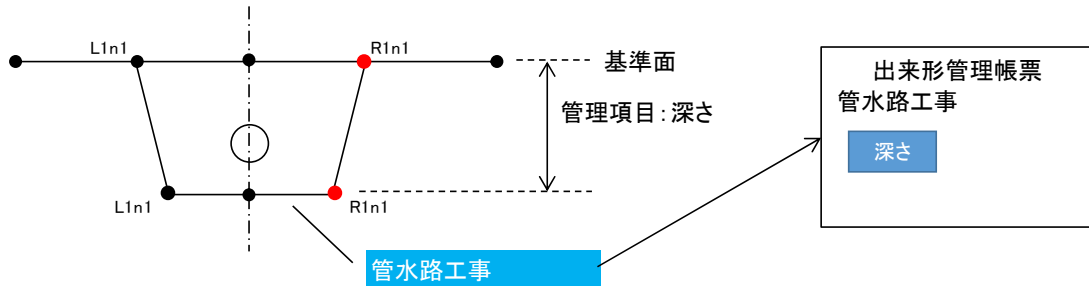 L1n1
R1n1
基準面
管理項目：深さ
L1n1
R1n1
管水路工事
出来形管理帳票
管水路工事
深さ